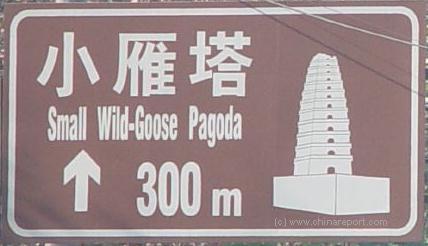 小雁塔
Small Wild-Goose Pagoda
300 m
(c) www.chinareport.com